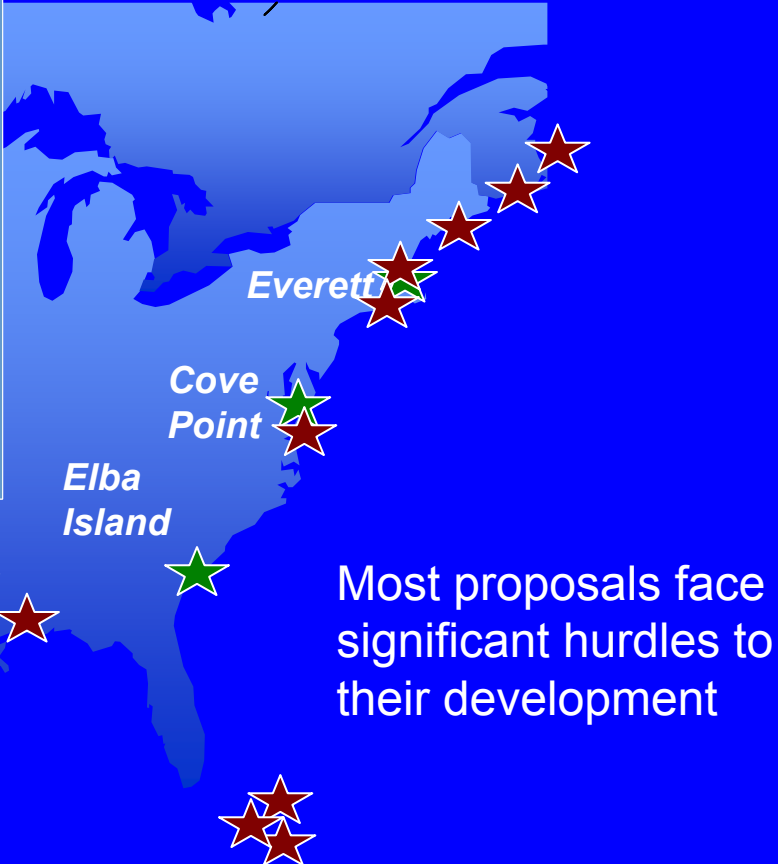 Everett
Cove
Point
Elba
Island
Most proposals face
significant hurdles to
their development